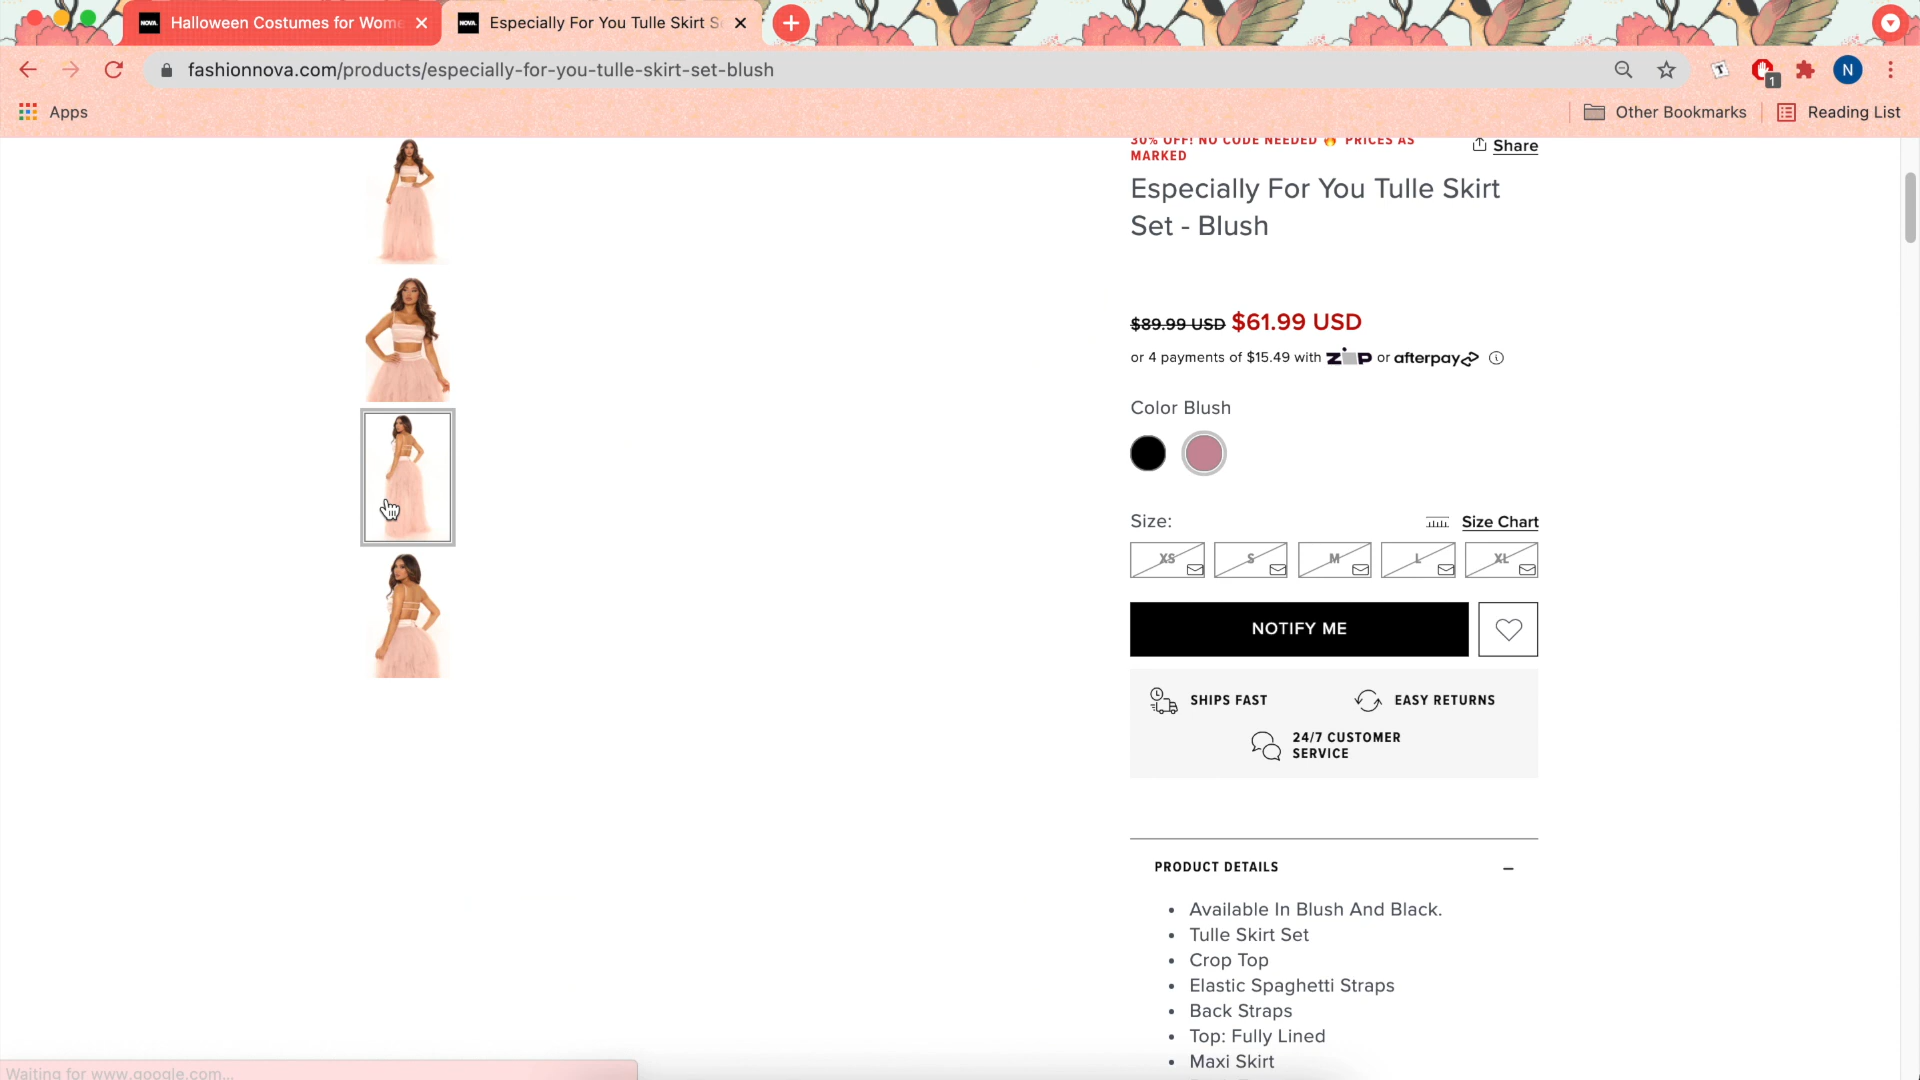 NOVA Halloween Costumes for Wome
NOVA Especially For You Tulle Skirt S
fashionnova.com/products/especially-for-you-tulle-skirt-set-blush
1
N
Apps
Other Bookmarks
Reading List
30% OFF! NO CODE NEEDED 🔥 PRICES AS
MARKED
Share
Especially For You Tulle Skirt
Set - Blush
$89.99 USD $61.99 USD
or 4 payments of $15.49 with ZIP or afterpay
Color Blush
Size:
Size Chart
XS S M L XL
NOTIFY ME
SHIPS FAST
EASY RETURNS
24/7 CUSTOMER
SERVICE
PRODUCT DETAILS
• Available In Blush And Black.
• Tulle Skirt Set
• Crop Top
• Elastic Spaghetti Straps
• Back Straps
• Top: Fully Lined
• Maxi Skirt
Waiting for www.google.com...